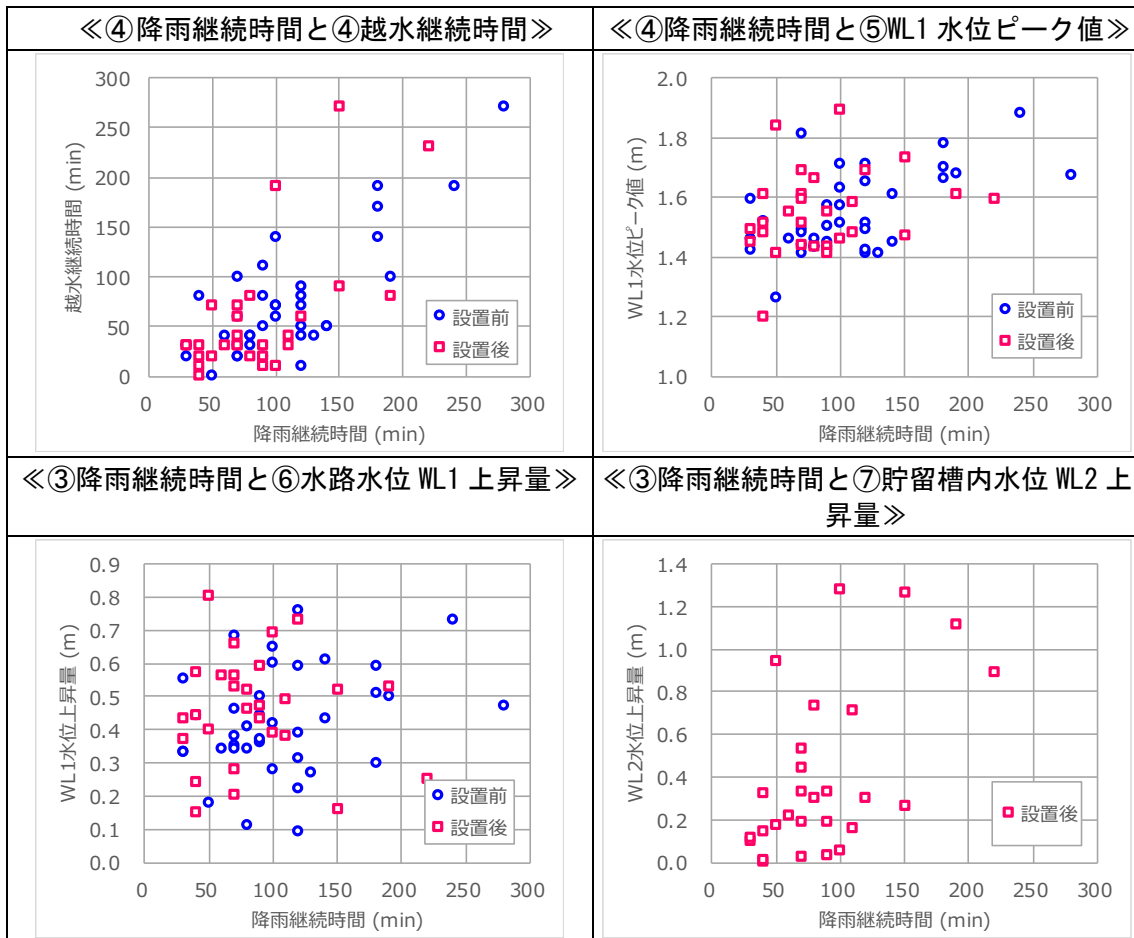 ≪④降雨継続時間と④越水継続時間≫
300
250
200
150
100
50
0
越水継続時間 (min)
設置前
設置後
0 50 100 150 200 250 300
降雨継続時間 (min)
≪④降雨継続時間と⑤WL1 水位ピーク値≫
2.0
1.8
1.6
1.4
1.2
1.0
WL1水位ピーク値 (m)
設置前
設置後
0 50 100 150 200 250 300
降雨継続時間 (min)
≪③降雨継続時間と⑥水路水位 WL1 上昇量≫
0.9
0.8
0.7
0.6
0.5
0.4
0.3
0.2
0.1
0.0
WL1水位上昇量 (m)
設置前
設置後
0 50 100 150 200 250 300
降雨継続時間 (min)
≪③降雨継続時間と⑦貯留槽内水位 WL2 上
昇量≫
1.4
1.2
1.0
0.8
0.6
0.4
0.2
0.0
WL2水位上昇量 (m)
設置後
0 50 100 150 200 250 300
降雨継続時間 (min)